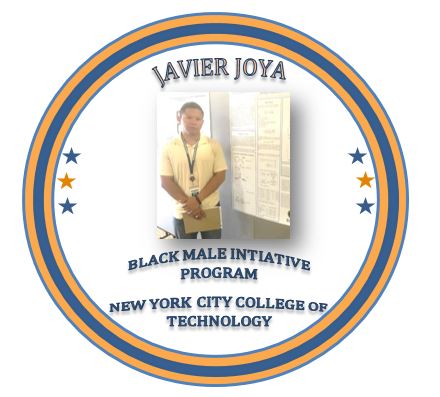 JAVIER JOYA
BLACK MALE INTIATIVE
PROGRAM
NEW YORK CITY COLLEGE OF
TECHNOLOGY